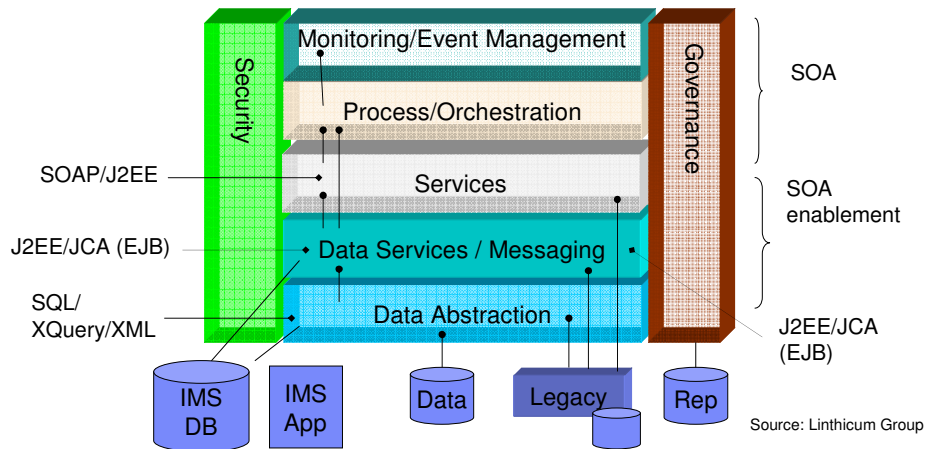 Monitoring/Event Management
Security
Governance
SOA
Process/Orchestration
SOAP/J2EE
Services
SOA
enablement
J2EE/JCA (EJB)
Data Services / Messaging
SQL/
XQuery/XML
Data Abstraction
J2EE/JCA
(EJB)
IMS
DB
IMS
App
Data
Legacy
Rep
Source: Linthicum Group